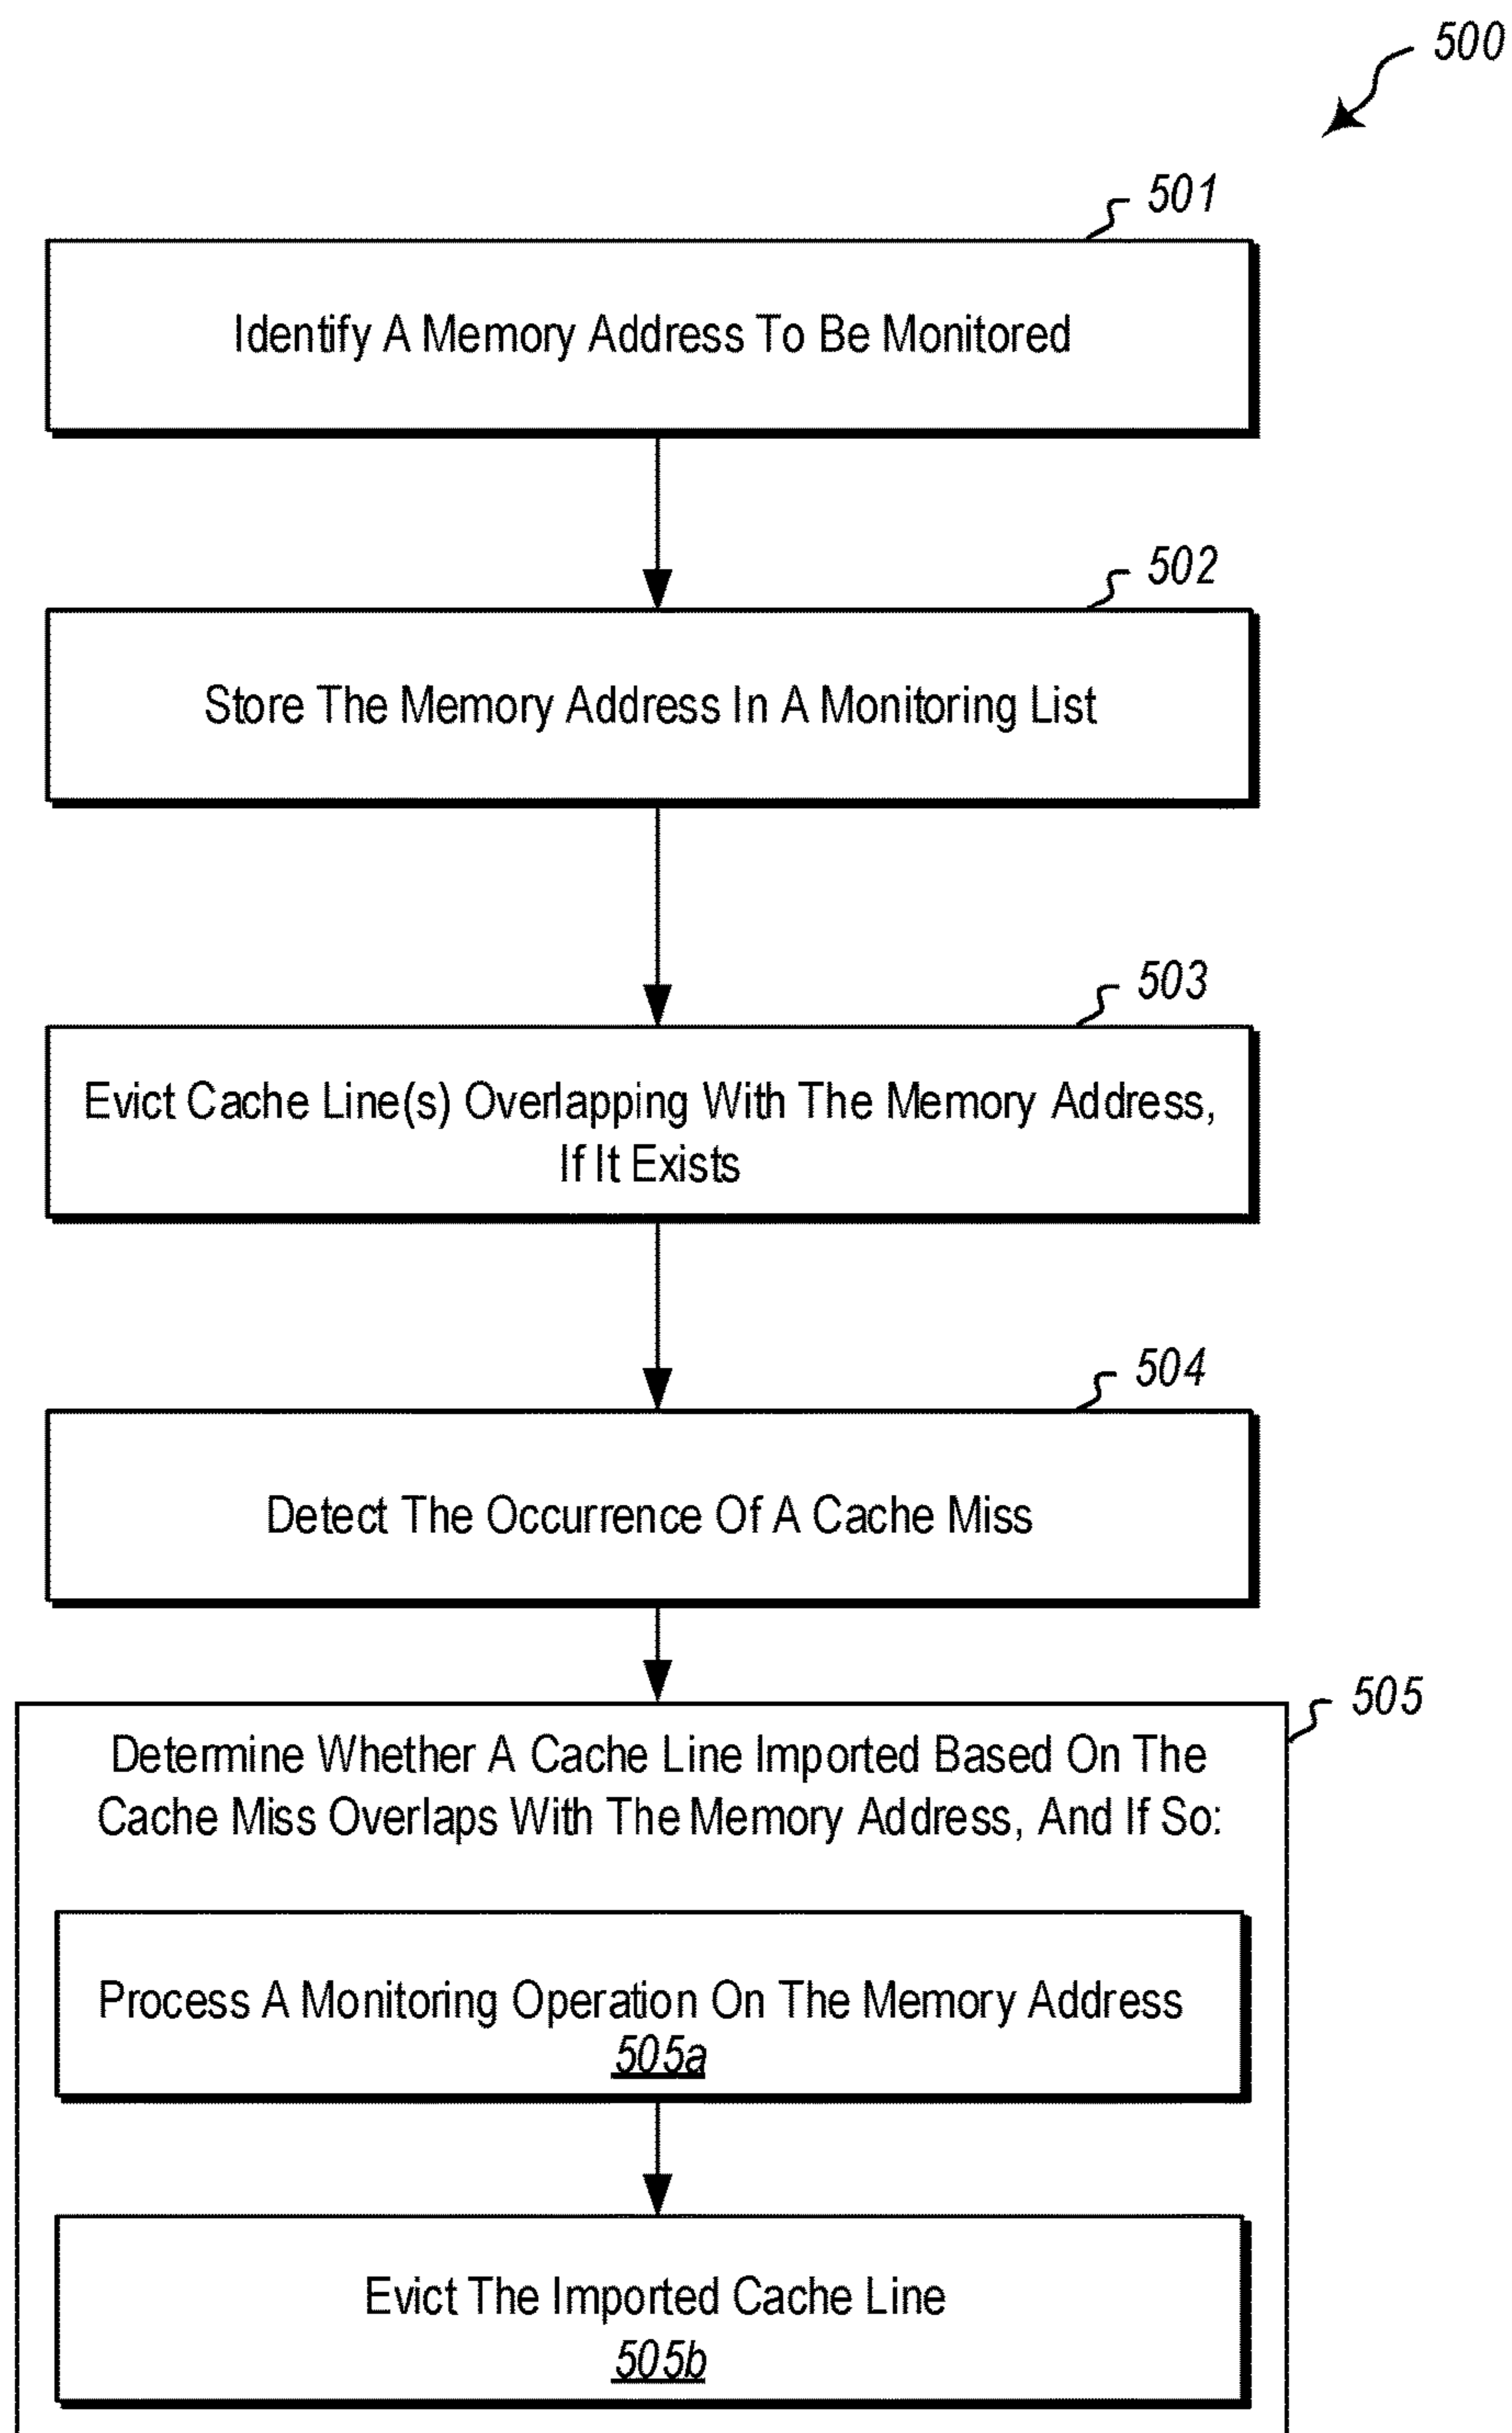 500
501
Identify A Memory Address To Be Monitored
502
Store The Memory Address In A Monitoring List
503
Evict Cache Line(s) Overlapping With The Memory Address,
If It Exists
504
Detect The Occurrence Of A Cache Miss
505
Determine Whether A Cache Line Imported Based On The
Cache Miss Overlaps With The Memory Address, And If So:
Process A Monitoring Operation On The Memory Address
505a
Evict The Imported Cache Line
505b